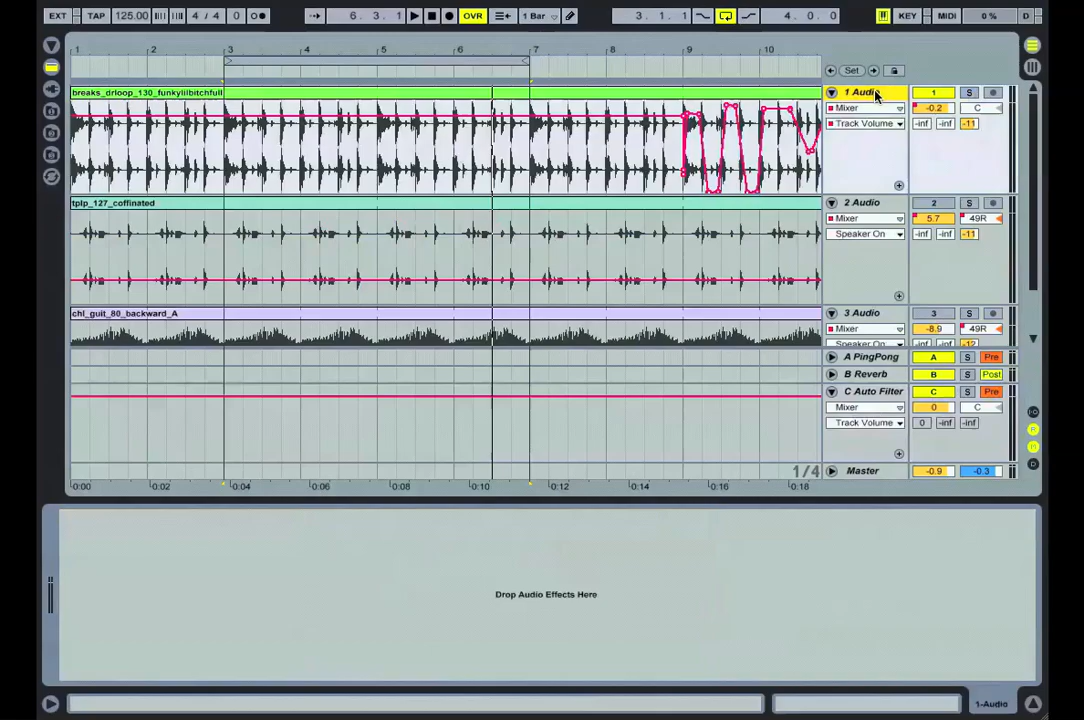 EXT TAP 125.00 4 / 4 0 6. 3. 1 OVR 1 Bar 3. 1. 1 4. 0. 0 KEY MIDI 0 % D
1 2 3 4 5 6 7 8 9 10
Set
breaks_drloop_130_funkylilbitchfull 1 Audio 1 S
Mixer -0.2 C
Track Volume -inf -inf -11
tplp_127_coffinated 2 Audio 2 S
Mixer 5.7 49R
Speaker On -inf -inf -11
chl_guit_80_backward_A 3 Audio 3 S
Mixer -8.9 49R
Speaker On -12
A PingPong A S Pre
B Reverb B S Post
C Auto Filter C S Pre
Mixer 0 C
Track Volume 0 -inf -inf
1/4 Master -0.9 -0.3
0:00 0:02 0:04 0:06 0:08 0:10 0:12 0:14 0:16 0:18
Drop Audio Effects Here
1-Audio